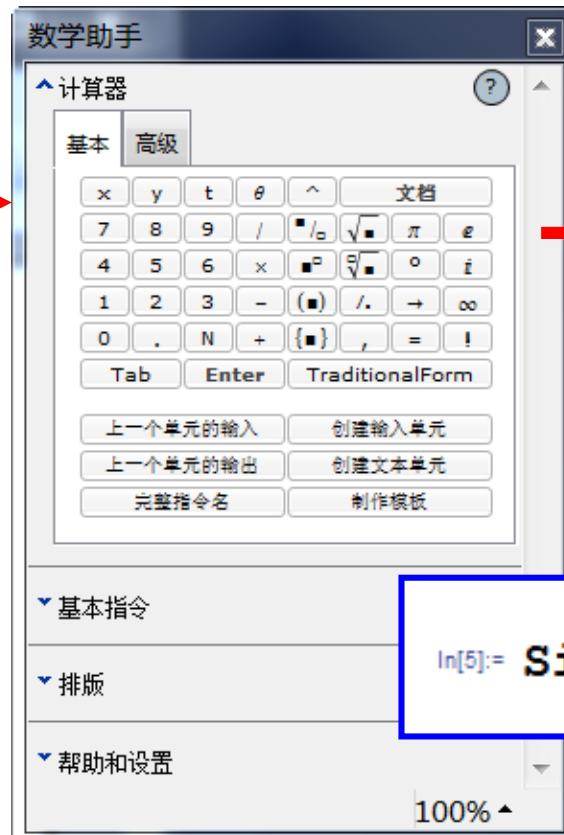 数学助手
计算器 ?
基本 高级
x y t θ ^ 文档
7 8 9 / ■/□ √■ π ⅇ
4 5 6 × ■□ □√■ ° ⅈ
1 2 3 − (■) /. → ∞
0 . N + {■} , = !
Tab Enter TraditionalForm
上一个单元的输入 创建输入单元
上一个单元的输出 创建文本单元
完整指令名 制作模板
基本指令
In[5]:= Si
排版
帮助和设置
100%